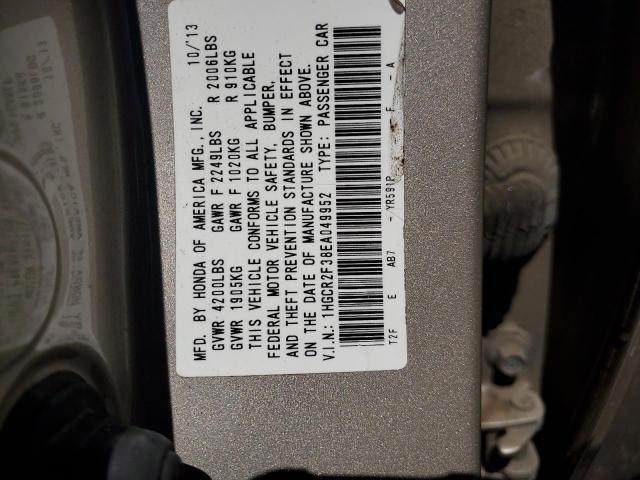 MFD. BY HONDA OF AMERICA MFG., INC. 10/'13
GVWR 4200LBS GAWR F 2249LBS R 2006LBS
GVWR 1905KG GAWR F 1020KG R 910KG
THIS VEHICLE CONFORMS TO ALL APPLICABLE
FEDERAL MOTOR VEHICLE SAFETY, BUMPER,
AND THEFT PREVENTION STANDARDS IN EFFECT
ON THE DATE OF MANUFACTURE SHOWN ABOVE.
V.I.N.: 1HGCR2F38EA049952 TYPE: PASSENGER CAR
T2F E AB7 - YR591P F - A